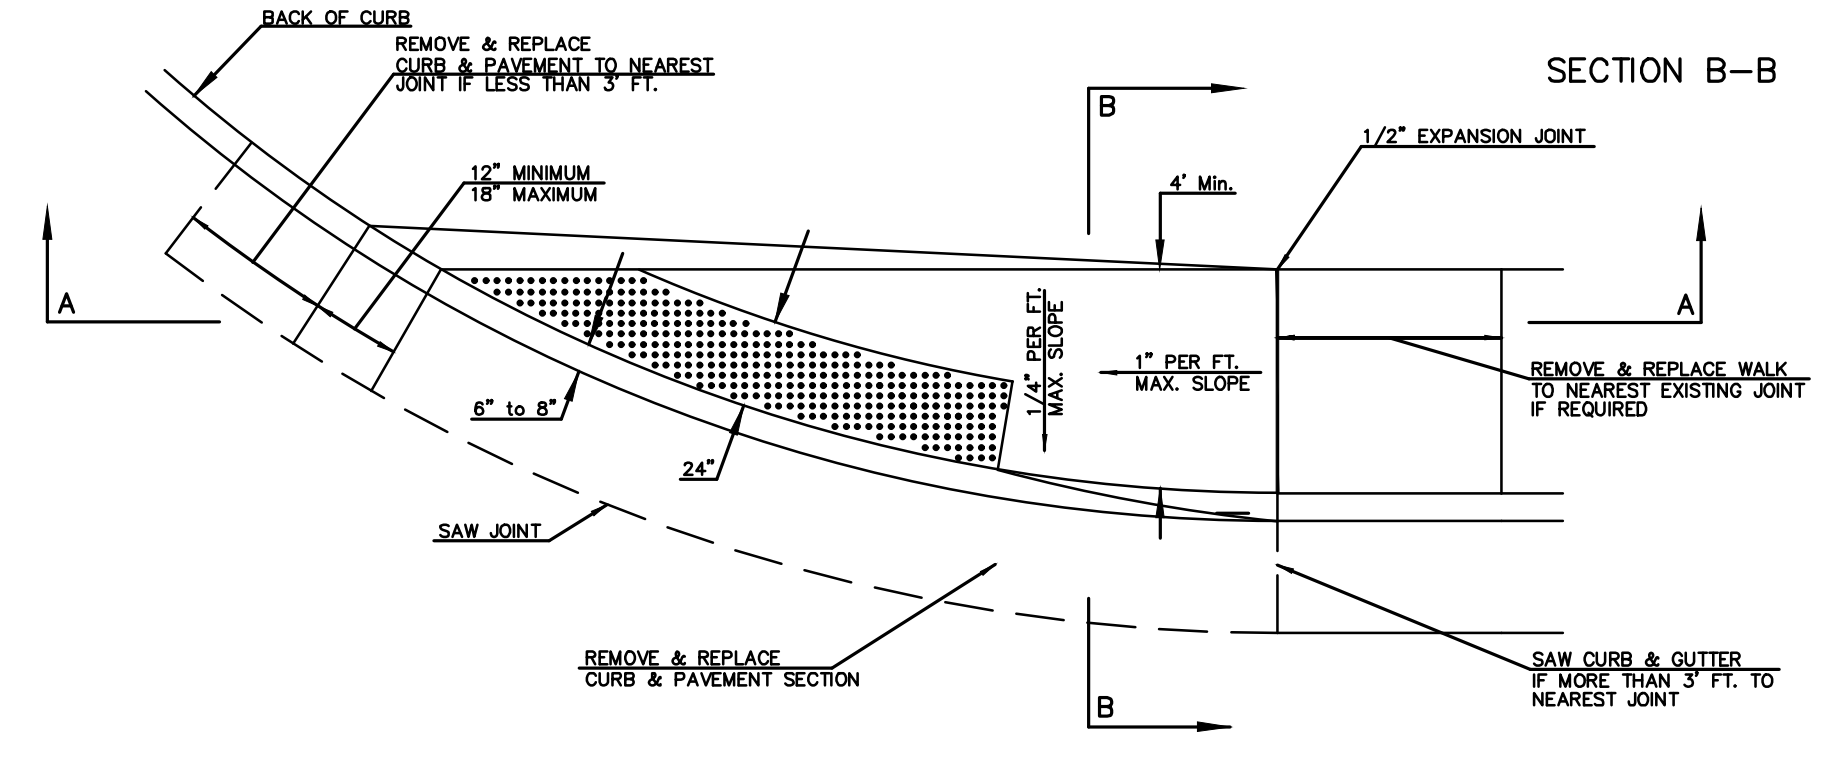 BACK OF CURB
REMOVE & REPLACE
CURB & PAVEMENT TO NEAREST
JOINT IF LESS THAN 3' FT.
SECTION B-B
B
1/2" EXPANSION JOINT
12" MINIMUM
18" MAXIMUM
4' Min.
A
A
1/4" PER FT.
MAX. SLOPE
1" PER FT.
MAX. SLOPE
REMOVE & REPLACE WALK
TO NEAREST EXISTING JOINT
IF REQUIRED
6" to 8"
24"
SAW JOINT
REMOVE & REPLACE
CURB & PAVEMENT SECTION
SAW CURB & GUTTER
IF MORE THAN 3' FT. TO
NEAREST JOINT
B